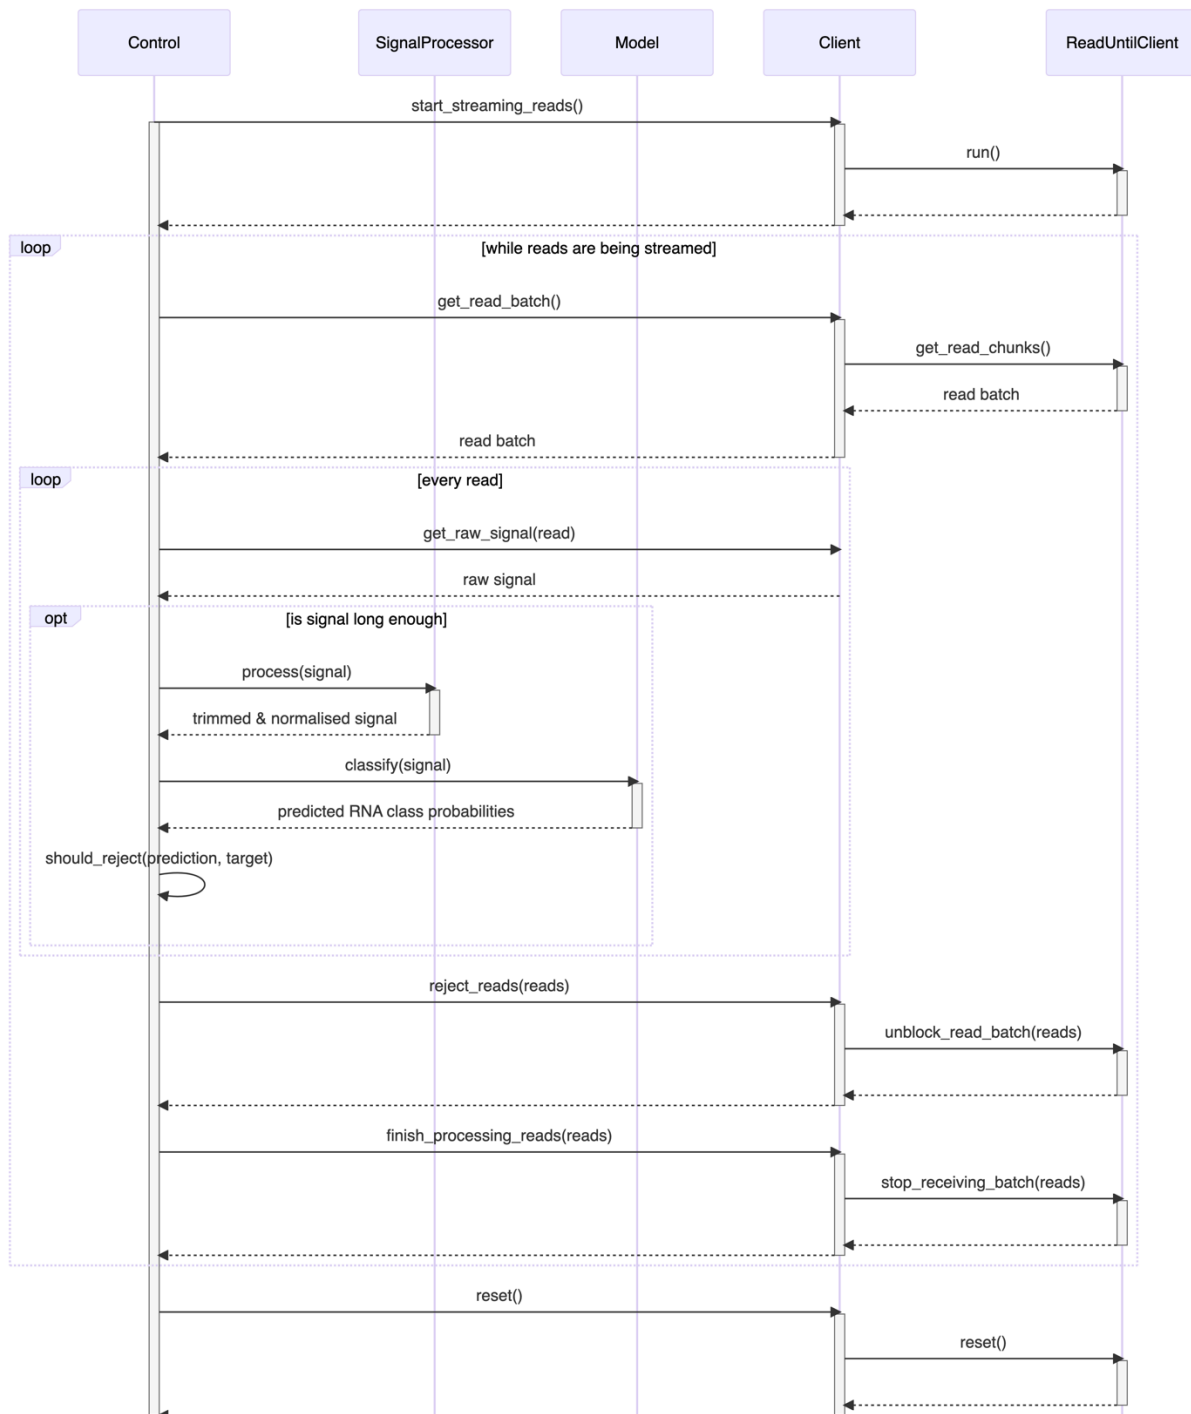 Control
SignalProcessor
Model
Client
ReadUntilClient
start_streaming_reads()
run()
loop
[while reads are being streamed]
get_read_batch()
get_read_chunks()
read batch
read batch
loop
[every read]
get_raw_signal(read)
raw signal
opt
[is signal long enough]
process(signal)
trimmed & normalised signal
classify(signal)
predicted RNA class probabilities
should_reject(prediction, target)
reject_reads(reads)
unblock_read_batch(reads)
finish_processing_reads(reads)
stop_receiving_batch(reads)
reset()
reset()